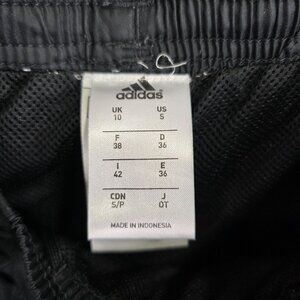 adidas
UK US
10 S
F D
38 36
I E
42 36
CDN J
S/P OT
MADE IN INDONESIA